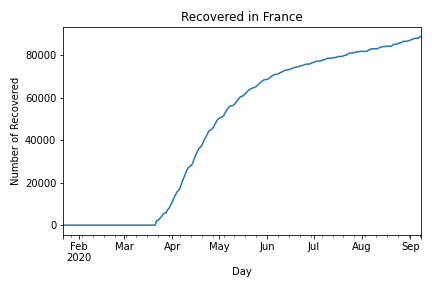 Recovered in France
Number of Recovered
80000
60000
40000
20000
0
Feb Mar Apr May Jun Jul Aug Sep
2020
Day